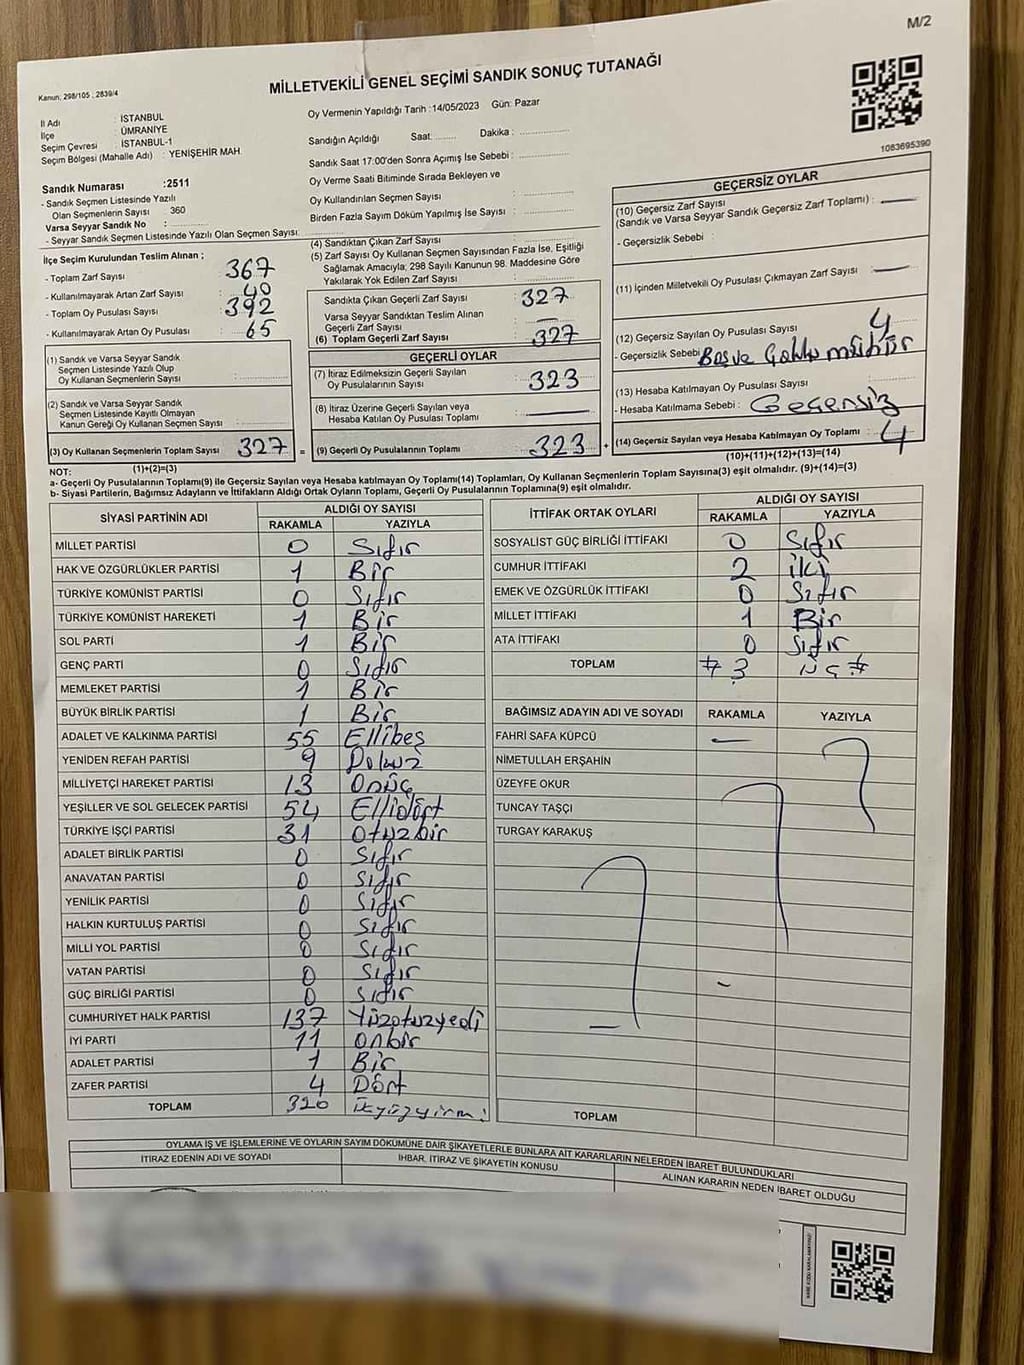 M/2
MİLLETVEKİLİ GENEL SEÇİMİ SANDIK SONUÇ TUTANAĞI
Kanun, 298/105 , 2839/4
İl Adı : İSTANBUL
İlçe : ÜMRANİYE
Seçim Çevresi : İSTANBUL-1
Seçim Bölgesi (Mahalle Adı) : YENİŞEHİR MAH.
Sandık Numarası :2511
- Sandık Seçmen Listesinde Yazılı
Olan Seçmenlerin Sayısı : 360
Varsa Seyyar Sandık No :
- Seyyar Sandık Seçmen Listesinde Yazılı Olan Seçmen Sayısı:
Oy Vermenin Yapıldığı Tarih :14/05/2023 Gün: Pazar
Sandığın Açıldığı Saat: ........ Dakika : ................
Sandık Saat 17:00'den Sonra Açımış İse Sebebi :
Oy Verme Saati Bitiminde Sırada Bekleyen ve
Oy Kullandırılan Seçmen Sayısı :
Birden Fazla Sayım Döküm Yapılmış İse Sayısı :
1083695390
İlçe Seçim Kurulundan Teslim Alınan ;
- Toplam Zarf Sayısı : 367
- Kullanılmayarak Artan Zarf Sayısı : 40
- Toplam Oy Pusulası Sayısı : 392
- Kullanılmayarak Artan Oy Pusulası : 65
(1) Sandık ve Varsa Seyyar Sandık
Seçmen Listesinde Yazılı Olup
Oy Kullanan Seçmenlerin Sayısı :
(2) Sandık ve Varsa Seyyar Sandık
Seçmen Listesinde Kayıtlı Olmayan
Kanun Gereği Oy Kullanan Seçmen Sayısı :
(3) Oy Kullanan Seçmenlerin Toplam Sayısı : 327 =
(4) Sandıktan Çıkan Zarf Sayısı :
(5) Zarf Sayısı Oy Kullanan Seçmen Sayısından Fazla İse, Eşitliği
Sağlamak Amacıyla, 298 Sayılı Kanunun 98. Maddesine Göre
Yakılarak Yok Edilen Zarf Sayısı :
Sandıkta Çıkan Geçerli Zarf Sayısı : 327
Varsa Seyyar Sandıktan Teslim Alınan
Geçerli Zarf Sayısı : —
(6) Toplam Geçerli Zarf Sayısı : 327
GEÇERLİ OYLAR
(7) İtiraz Edilmeksizin Geçerli Sayılan
Oy Pusulalarının Sayısı : 323
(8) İtiraz Üzerine Geçerli Sayılan veya
Hesaba Katılan Oy Pusulası Toplamı : —
(9) Geçerli Oy Pusulalarının Toplamı : 323 +
GEÇERSİZ OYLAR
(10) Geçersiz Zarf Sayısı
(Sandık ve Varsa Seyyar Sandık Geçersiz Zarf Toplamı) : —
- Geçersizlik Sebebi :
(11) İçinden Milletvekili Oy Pusulası Çıkmayan Zarf Sayısı : —
(12) Geçersiz Sayılan Oy Pusulası Sayısı : 4
- Geçersizlik Sebebi Boş ve Çoklu mühür
(13) Hesaba Katılmayan Oy Pusulası Sayısı :
- Hesaba Katılmama Sebebi : Geçersiz
(14) Geçersiz Sayılan veya Hesaba Katılmayan Oy Toplamı : 4
NOT: (1)+(2)=(3) (10)+(11)+(12)+(13)=(14)
a- Geçerli Oy Pusulalarının Toplamı(9) ile Geçersiz Sayılan veya Hesaba katılmayan Oy Toplamı(14) Toplamları, Oy Kullanan Seçmenlerin Toplam Sayısına(3) eşit olmalıdır. (9)+(14)=(3)
b- Siyasi Partilerin, Bağımsız Adayların ve İttifakların Aldığı Ortak Oyların Toplamı, Geçerli Oy Pusulalarının Toplamına(9) eşit olmalıdır.
SİYASİ PARTİNİN ADI ALDIĞI OY SAYISI
RAKAMLA YAZIYLA
MİLLET PARTİSİ 0 Sıfır
HAK VE ÖZGÜRLÜKLER PARTİSİ 1 Bir
TÜRKİYE KOMÜNİST PARTİSİ 0 Sıfır
TÜRKİYE KOMÜNİST HAREKETİ 1 Bir
SOL PARTİ 1 Bir
GENÇ PARTİ 0 Sıfır
MEMLEKET PARTİSİ 1 Bir
BÜYÜK BİRLİK PARTİSİ 1 Bir
ADALET VE KALKINMA PARTİSİ 55 Ellibeş
YENİDEN REFAH PARTİSİ 9 Dokuz
MİLLİYETÇİ HAREKET PARTİSİ 13 Onüç
YEŞİLLER VE SOL GELECEK PARTİSİ 54 Ellidört
TÜRKİYE İŞÇİ PARTİSİ 31 Otuzbir
ADALET BİRLİK PARTİSİ 0 Sıfır
ANAVATAN PARTİSİ 0 Sıfır
YENİLİK PARTİSİ 0 Sıfır
HALKIN KURTULUŞ PARTİSİ 0 Sıfır
MİLLİ YOL PARTİSİ 0 Sıfır
VATAN PARTİSİ 0 Sıfır
GÜÇ BİRLİĞİ PARTİSİ 0 Sıfır
CUMHURİYET HALK PARTİSİ 137 Yüzotuzyedi
İYİ PARTİ 11 Onbir
ADALET PARTİSİ 1 Bir
ZAFER PARTİSİ 4 Dört
TOPLAM 320 Üçyüzyirmi
İTTİFAK ORTAK OYLARI ALDIĞI OY SAYISI
RAKAMLA YAZIYLA
SOSYALİST GÜÇ BİRLİĞİ İTTİFAKI 0 Sıfır
CUMHUR İTTİFAKI 2 İki
EMEK VE ÖZGÜRLÜK İTTİFAKI 0 Sıfır
MİLLET İTTİFAKI 1 Bir
ATA İTTİFAKI 0 Sıfır
TOPLAM # 3 üç #
BAĞIMSIZ ADAYIN ADI VE SOYADI RAKAMLA YAZIYLA
FAHRİ SAFA KÜPCÜ —
NİMETULLAH ERŞAHİN
ÜZEYFE OKUR
TUNCAY TAŞÇI
TURGAY KARAKUŞ
TOPLAM
OYLAMA İŞ VE İŞLEMLERİNE VE OYLARIN SAYIM DÖKÜMÜNE DAİR ŞİKAYETLERLE BUNLARA AİT KARARLARIN NELERDEN İBARET BULUNDUKLARI
İTİRAZ EDENİN ADI VE SOYADI İHBAR, İTİRAZ VE ŞİKAYETİN KONUSU ALINAN KARARIN NEDEN İBARET OLDUĞU